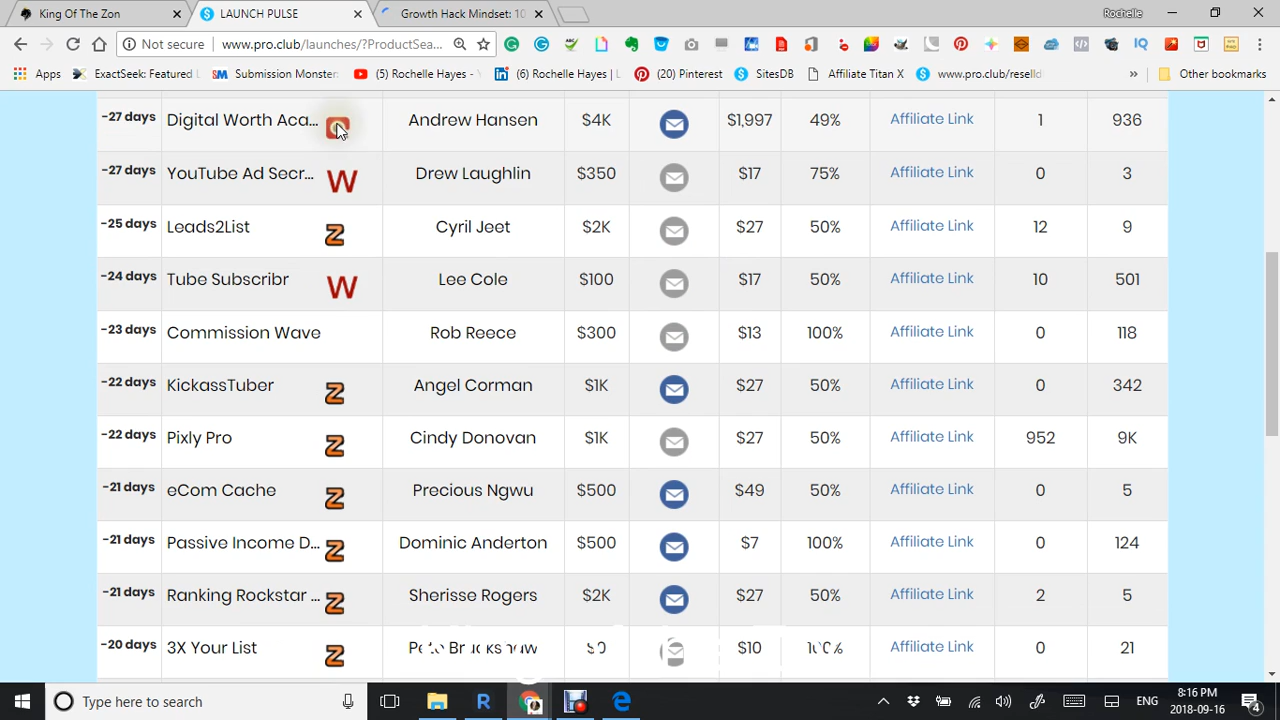 King Of The Zon
LAUNCH PULSE
Growth Hack Mindset: 10
Rochelle
Not secure
www.pro.club/launches/?ProductSea...
Apps
ExactSeek: Featured L
Submission Monster:
(5) Rochelle Hayes - Y
(6) Rochelle Hayes | L
(20) Pinterest
SitesDB
Affiliate Titan X
www.pro.club/reselld
Other bookmarks
-27 days Digital Worth Aca... Andrew Hansen $4K $1,997 49% Affiliate Link 1 936
-27 days YouTube Ad Secr... W Drew Laughlin $350 $17 75% Affiliate Link 0 3
-25 days Leads2List Z Cyril Jeet $2K $27 50% Affiliate Link 12 9
-24 days Tube Subscribr W Lee Cole $100 $17 50% Affiliate Link 10 501
-23 days Commission Wave Rob Reece $300 $13 100% Affiliate Link 0 118
-22 days KickassTuber Z Angel Corman $1K $27 50% Affiliate Link 0 342
-22 days Pixly Pro Z Cindy Donovan $1K $27 50% Affiliate Link 952 9K
-21 days eCom Cache Z Precious Ngwu $500 $49 50% Affiliate Link 0 5
-21 days Passive Income D... Z Dominic Anderton $500 $7 100% Affiliate Link 0 124
-21 days Ranking Rockstar ... Z Sherisse Rogers $2K $27 50% Affiliate Link 2 5
-20 days 3X Your List Z $10 100% Affiliate Link 0 21
Type here to search
ENG
8:16 PM
2018-09-16
4